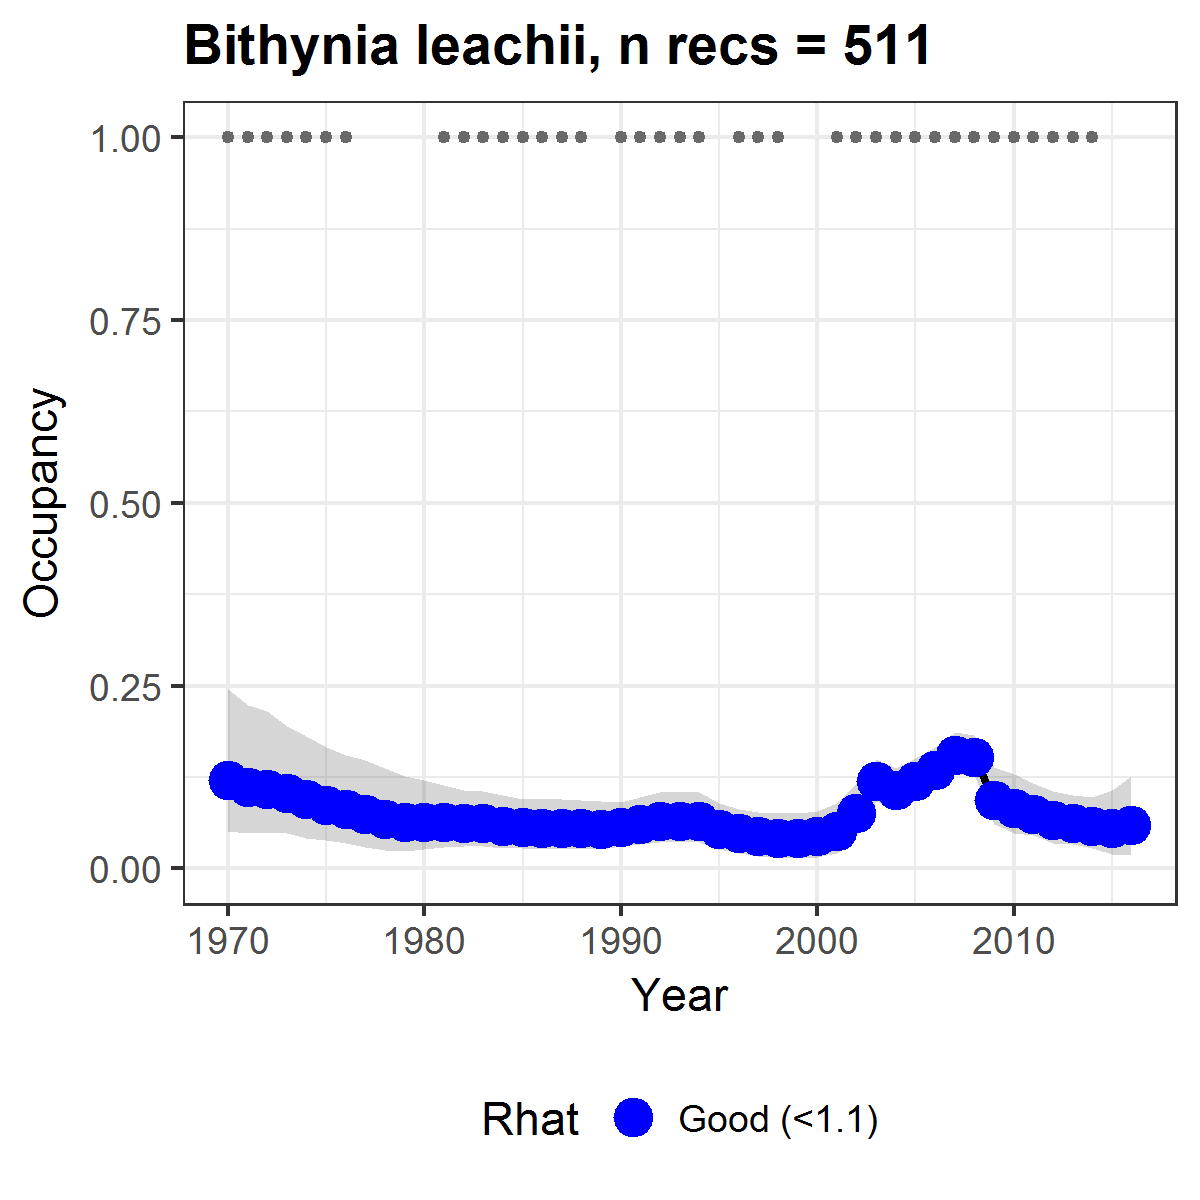 Bithynia leachii, n recs = 511
1.00
0.75
0.50
0.25
0.00
Occupancy
1970 1980 1990 2000 2010
Year
Rhat Good (<1.1)